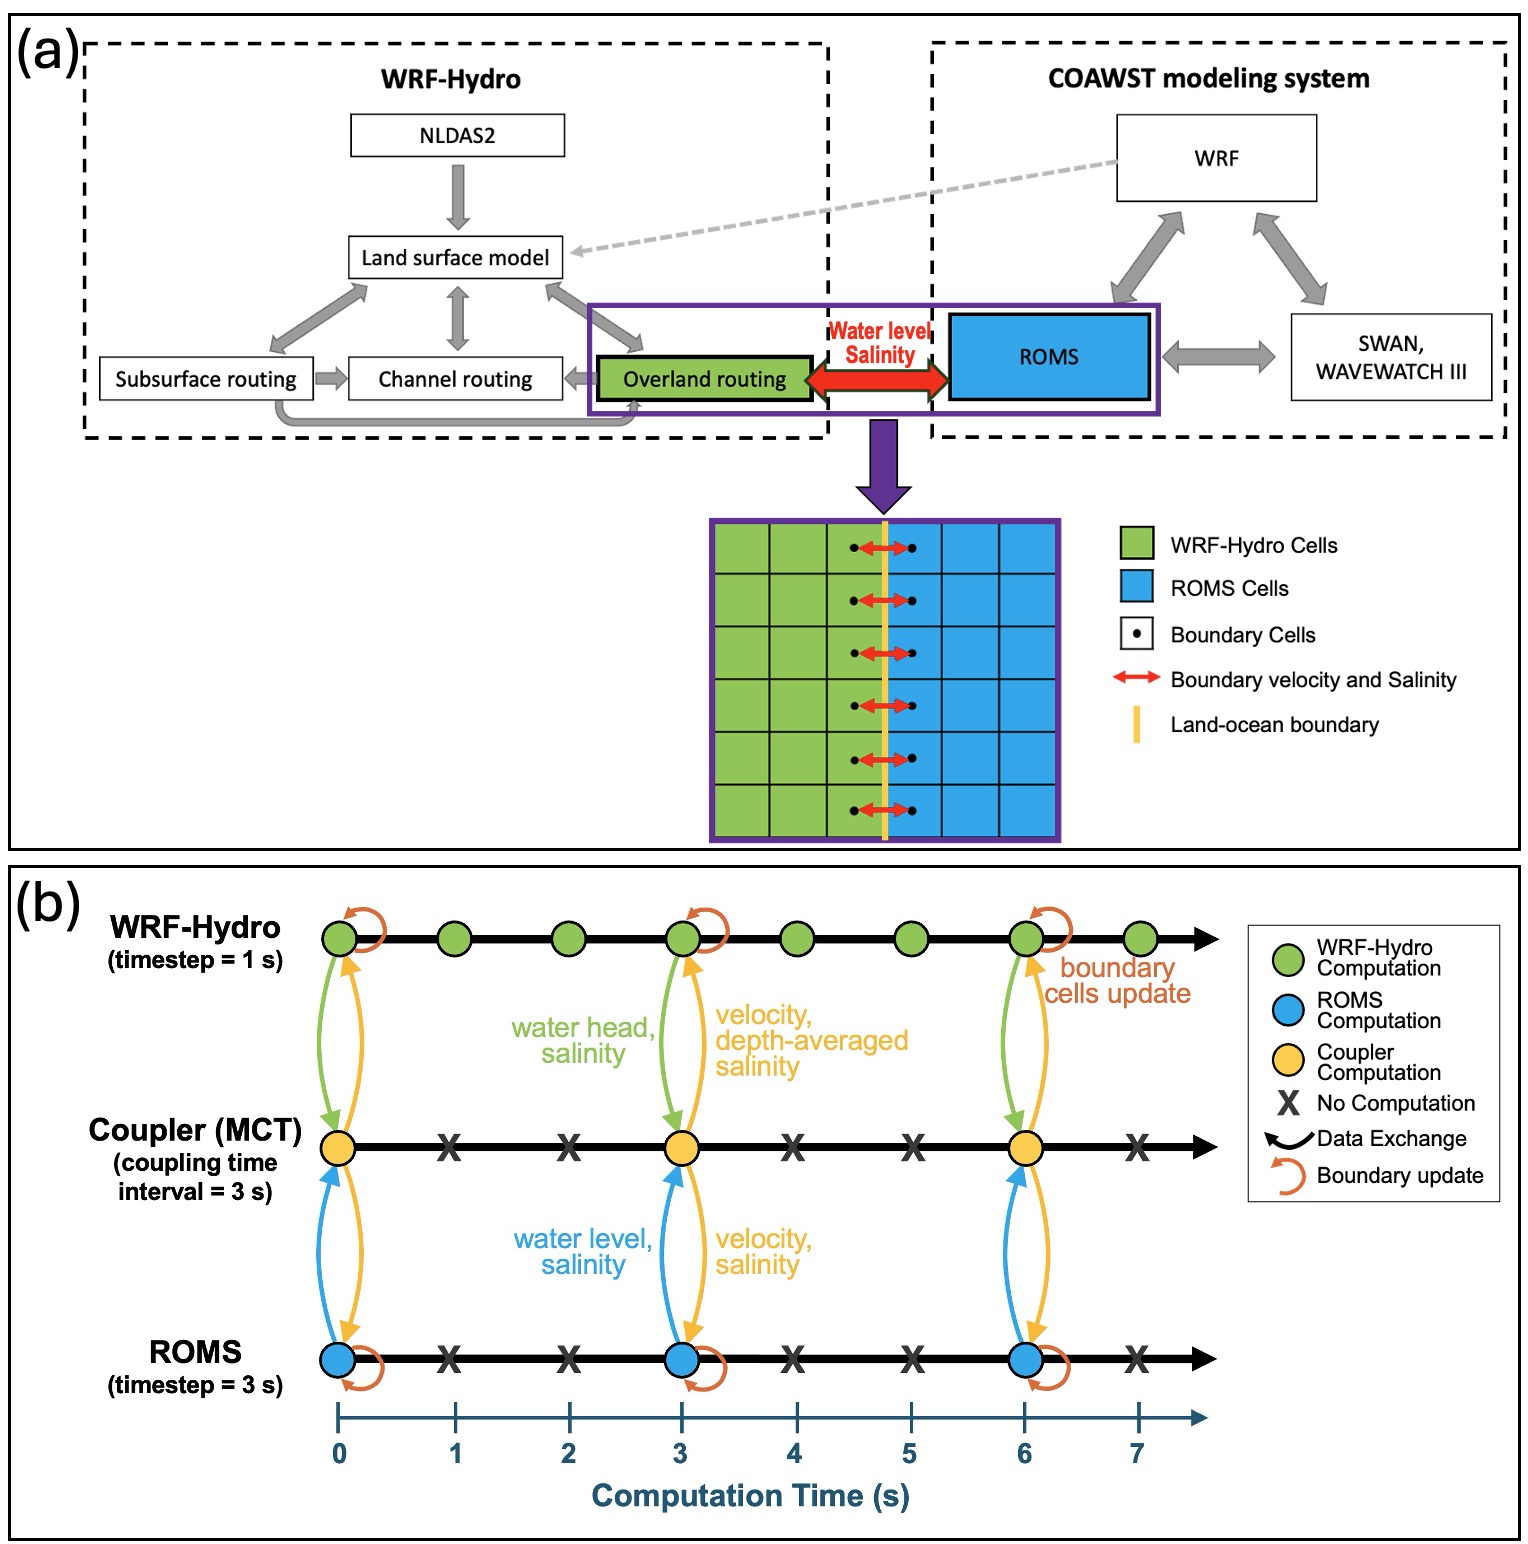 (a)
WRF-Hydro
COAWST modeling system
NLDAS2
WRF
Land surface model
Water level
Salinity
ROMS
SWAN,
WAVEWATCH III
Subsurface routing
Channel routing
Overland routing
WRF-Hydro Cells
ROMS Cells
Boundary Cells
Boundary velocity and Salinity
Land-ocean boundary
(b)
WRF-Hydro
(timestep = 1 s)
boundary
cells update
water head,
salinity
velocity,
depth-averaged
salinity
Coupler (MCT)
(coupling time
interval = 3 s)
X X X X X
water level,
salinity
velocity,
salinity
ROMS
(timestep = 3 s)
X X X X X
0 1 2 3 4 5 6 7
Computation Time (s)
WRF-Hydro
Computation
ROMS
Computation
Coupler
Computation
X No Computation
Data Exchange
Boundary update